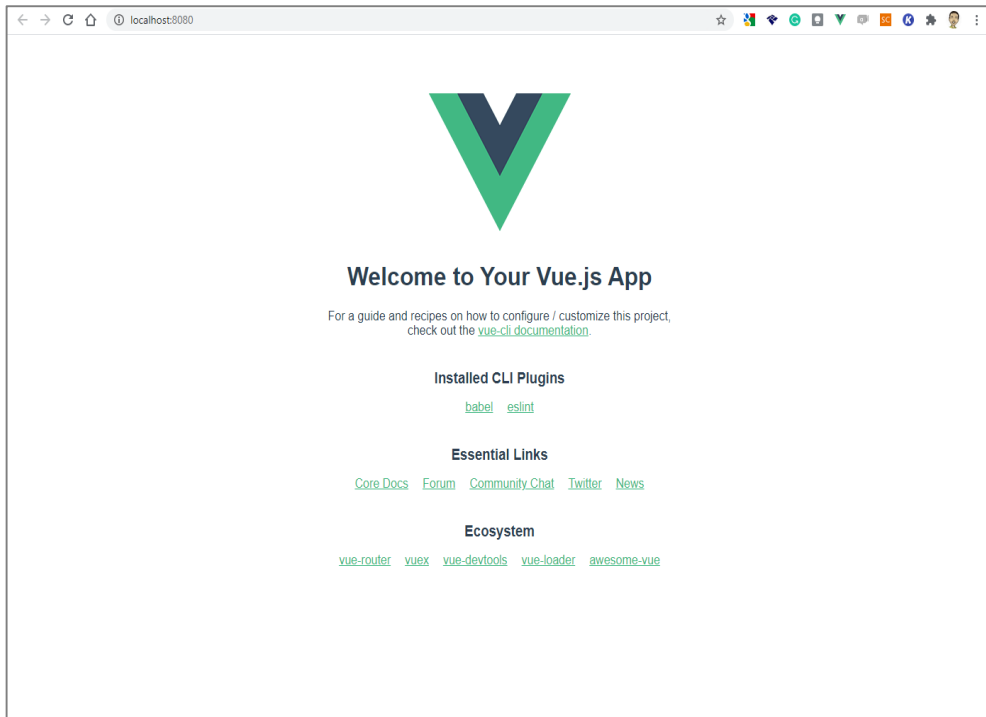 localhost:8080
SC
K
Welcome to Your Vue.js App
For a guide and recipes on how to configure / customize this project,
check out the vue-cli documentation.
Installed CLI Plugins
babel eslint
Essential Links
Core Docs Forum Community Chat Twitter News
Ecosystem
vue-router vuex vue-devtools vue-loader awesome-vue